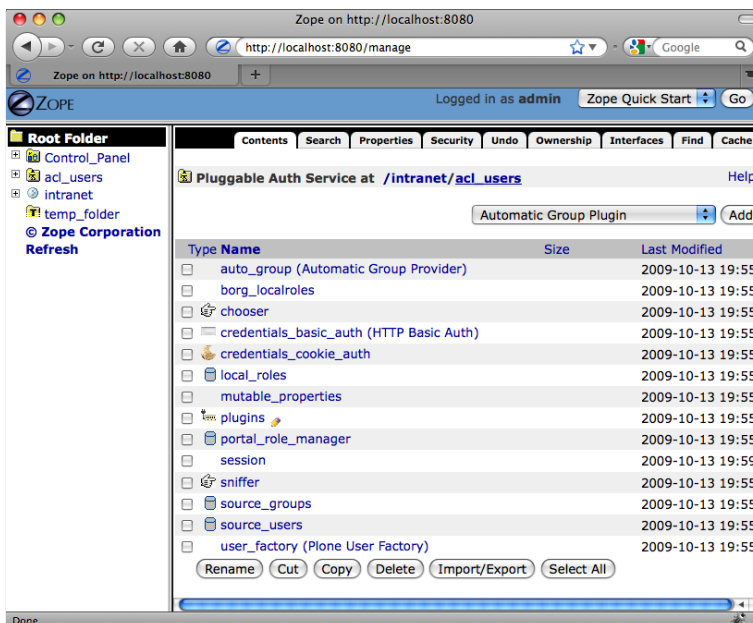 Zope on http://localhost:8080
http://localhost:8080/manage
Google
Zope on http://localhost:8080
+
ZOPE
Logged in as admin
Zope Quick Start
Go
Root Folder
Control_Panel
acl_users
intranet
temp_folder
© Zope Corporation
Refresh
Contents Search Properties Security Undo Ownership Interfaces Find Cache
Pluggable Auth Service at /intranet/acl_users
Help
Automatic Group Plugin
Add
Type Name Size Last Modified
auto_group (Automatic Group Provider) 2009-10-13 19:55
borg_localroles 2009-10-13 19:55
chooser 2009-10-13 19:55
credentials_basic_auth (HTTP Basic Auth) 2009-10-13 19:55
credentials_cookie_auth 2009-10-13 19:55
local_roles 2009-10-13 19:55
mutable_properties 2009-10-13 19:55
plugins 2009-10-13 19:55
portal_role_manager 2009-10-13 19:55
session 2009-10-13 19:59
sniffer 2009-10-13 19:55
source_groups 2009-10-13 19:55
source_users 2009-10-13 19:55
user_factory (Plone User Factory) 2009-10-13 19:55
Rename Cut Copy Delete Import/Export Select All
Done